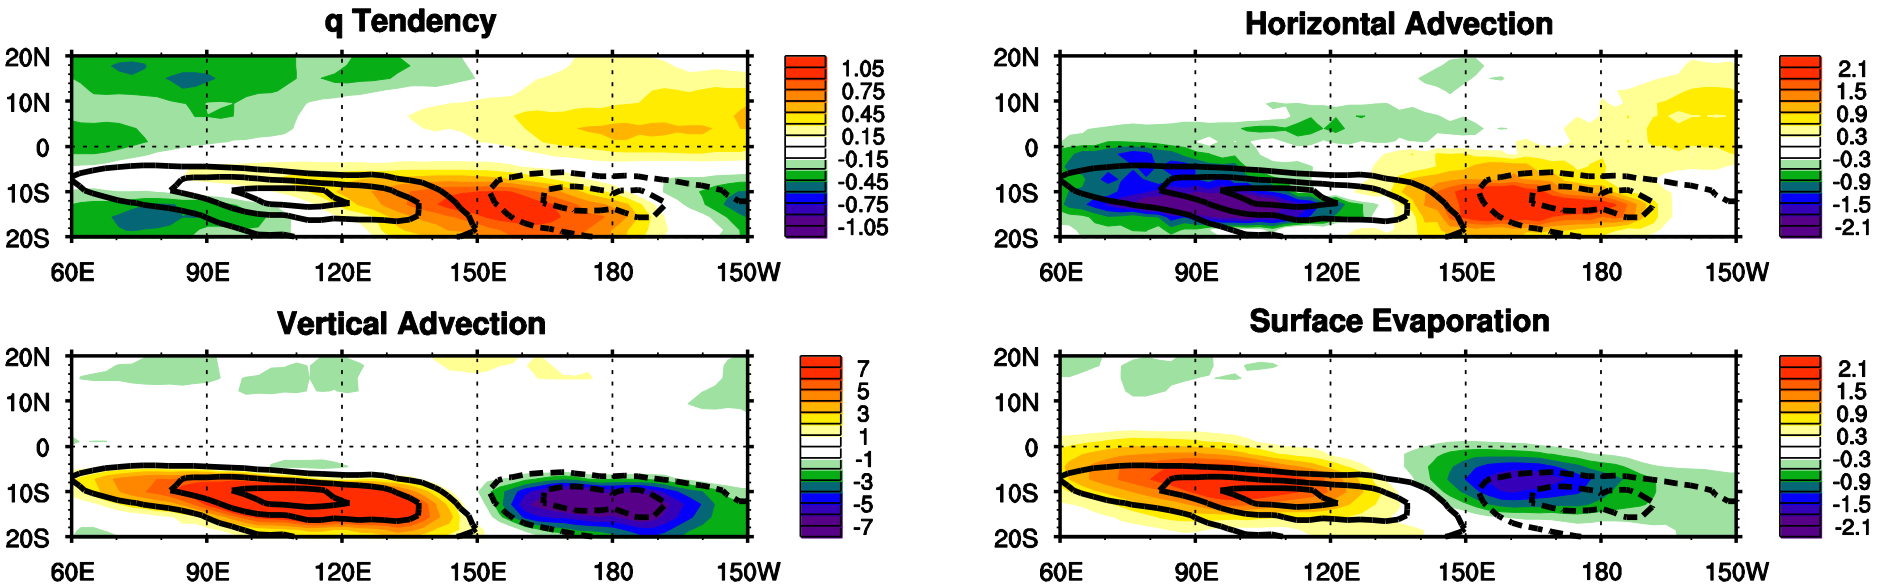 q Tendency
20N
10N
0
10S
20S
60E 90E 120E 150E 180 150W
1.05
0.75
0.45
0.15
-0.15
-0.45
-0.75
-1.05
Horizontal Advection
20N
10N
0
10S
20S
60E 90E 120E 150E 180 150W
2.1
1.5
0.9
0.3
-0.3
-0.9
-1.5
-2.1
Vertical Advection
20N
10N
0
10S
20S
60E 90E 120E 150E 180 150W
7
5
3
1
-1
-3
-5
-7
Surface Evaporation
20N
10N
0
10S
20S
60E 90E 120E 150E 180 150W
2.1
1.5
0.9
0.3
-0.3
-0.9
-1.5
-2.1